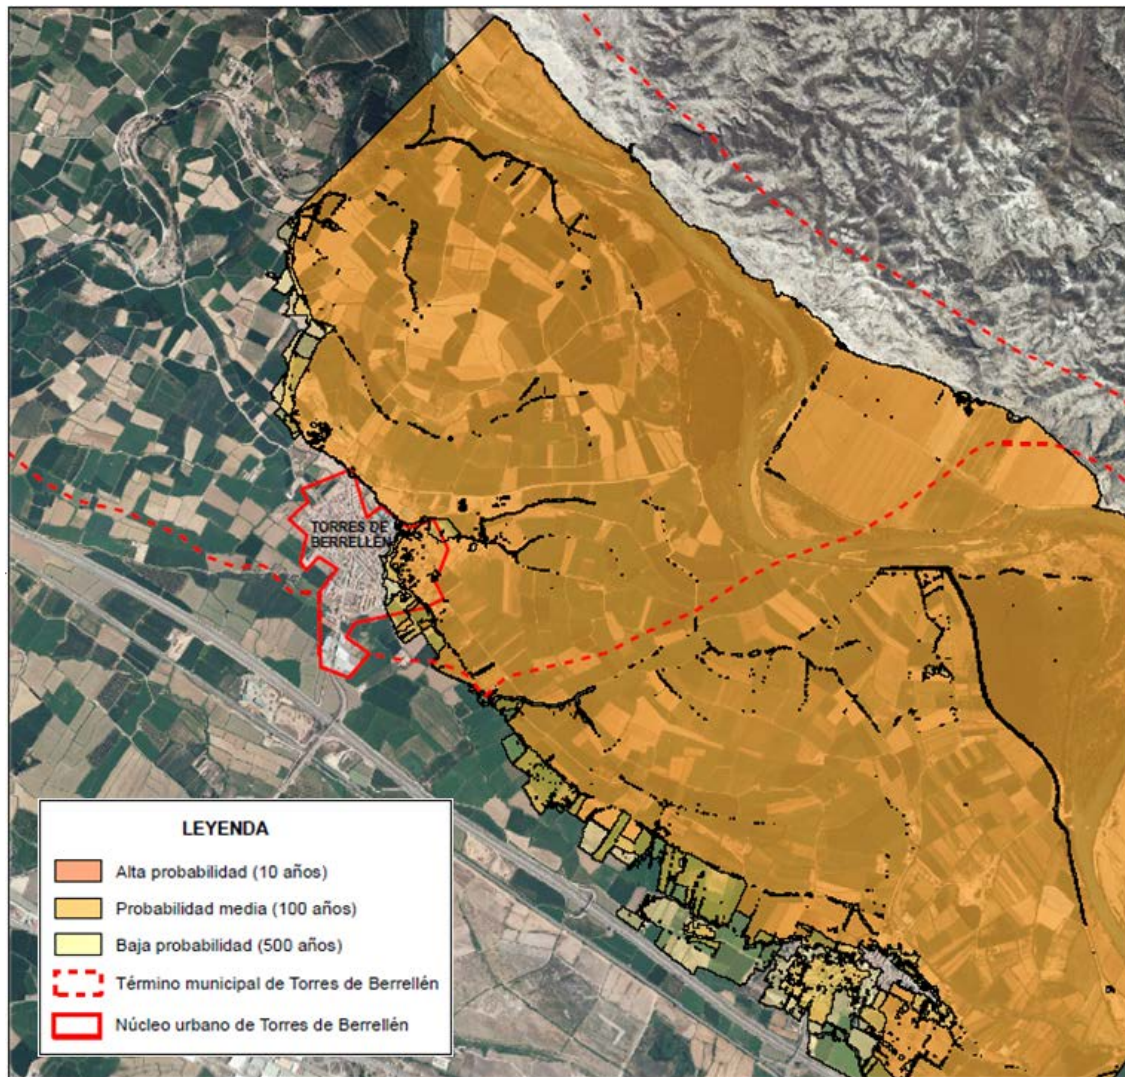 TORRES DE
BERRELLÉN
LEYENDA
Alta probabilidad (10 años)
Probabilidad media (100 años)
Baja probabilidad (500 años)
Término municipal de Torres de Berrellén
Núcleo urbano de Torres de Berrellén